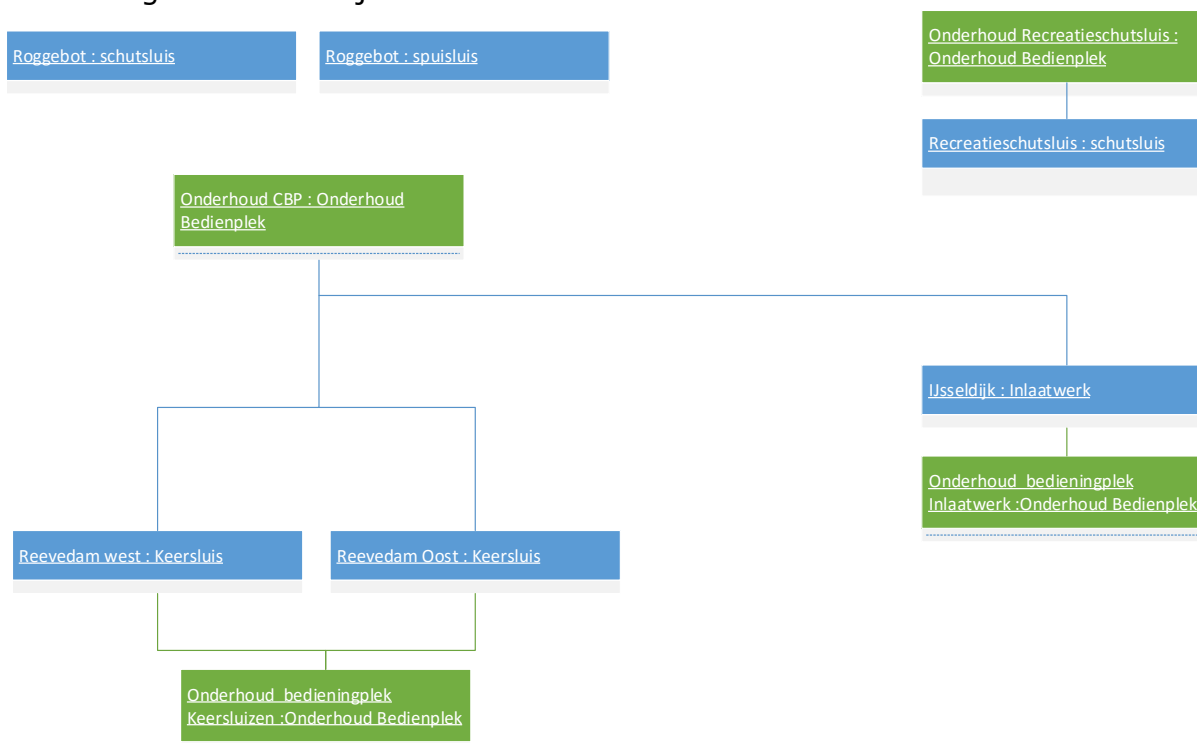 Roggebot : schutsluis
Roggebot : spuisluis
Onderhoud Recreatieschutsluis :
Onderhoud Bedienplek
Recreatieschutsluis : schutsluis
Onderhoud CBP : Onderhoud
Bedienplek
IJsseldijk : Inlaatwerk
Onderhoud  bedieningplek
Inlaatwerk :Onderhoud Bedienplek
Reevedam west : Keersluis
Reevedam Oost : Keersluis
Onderhoud  bedieningplek
Keersluizen :Onderhoud Bedienplek